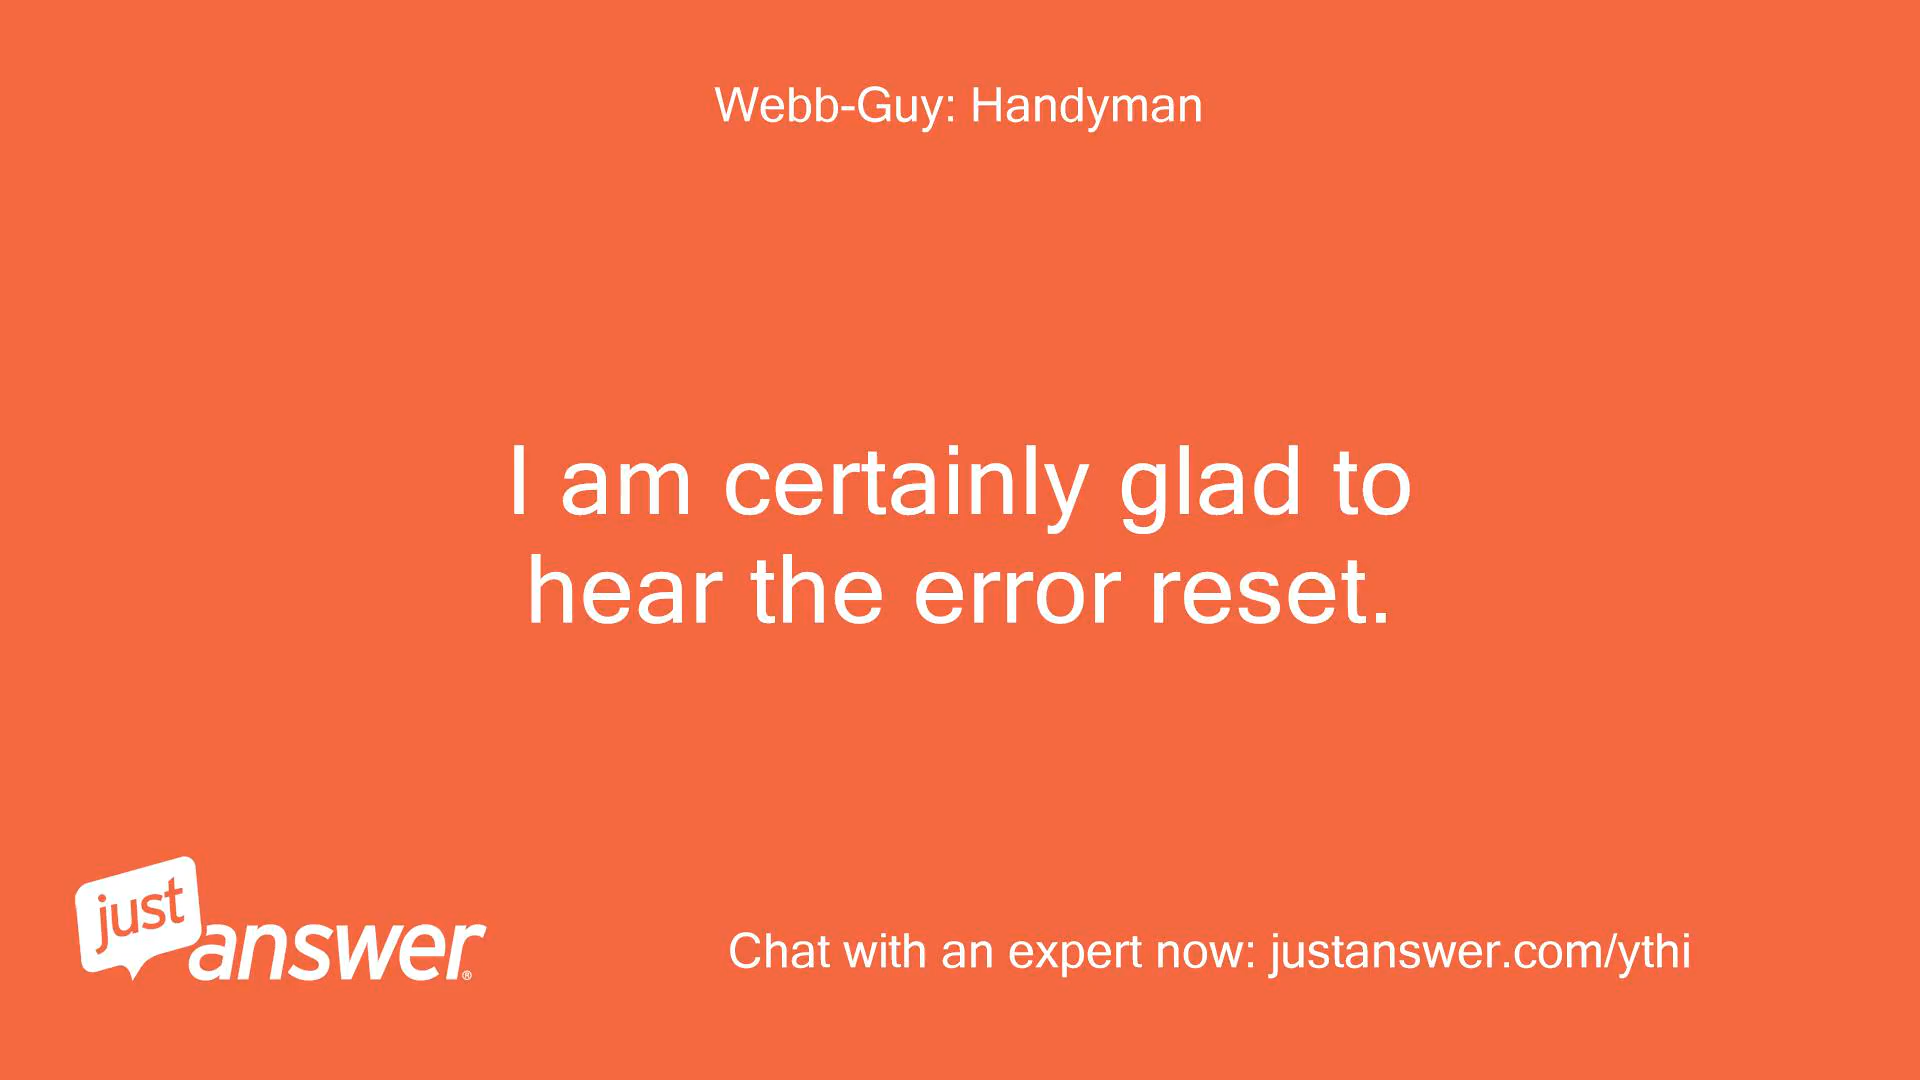 Webb-Guy: Handyman
I am certainly glad to
hear the error reset.
just
answer®
Chat with an expert now: justanswer.com/ythi